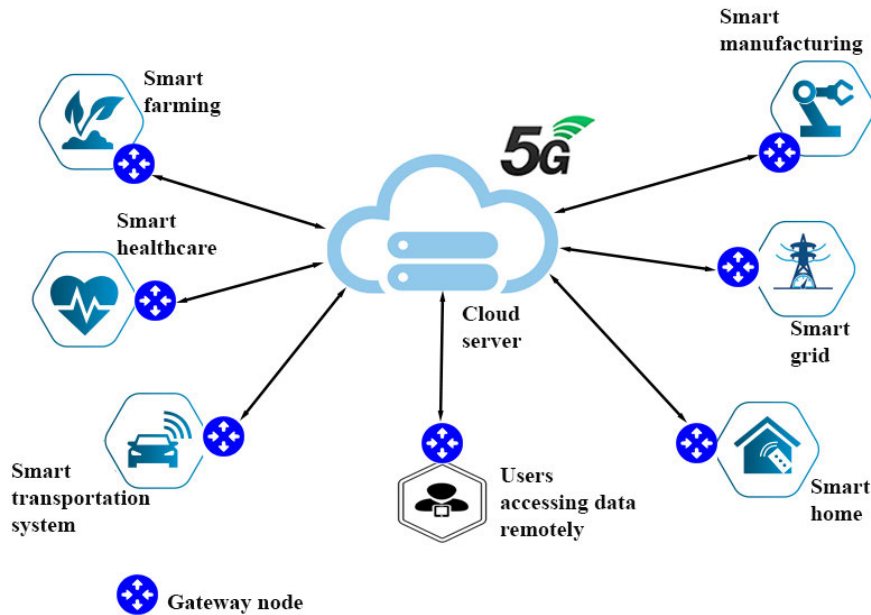 Smart
manufacturing
Smart
farming
5G
Smart
healthcare
Cloud
server
Smart
grid
Smart
transportation
system
Users
accessing data
remotely
Smart
home
Gateway node